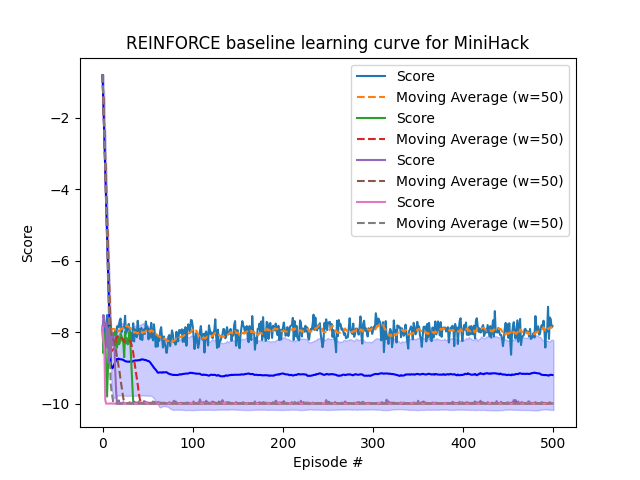 REINFORCE baseline learning curve for MiniHack
Score
Moving Average (w=50)
Score
Moving Average (w=50)
Score
Moving Average (w=50)
Score
Moving Average (w=50)
−2
−4
−6
−8
−10
Score
0
100
200
300
400
500
Episode #